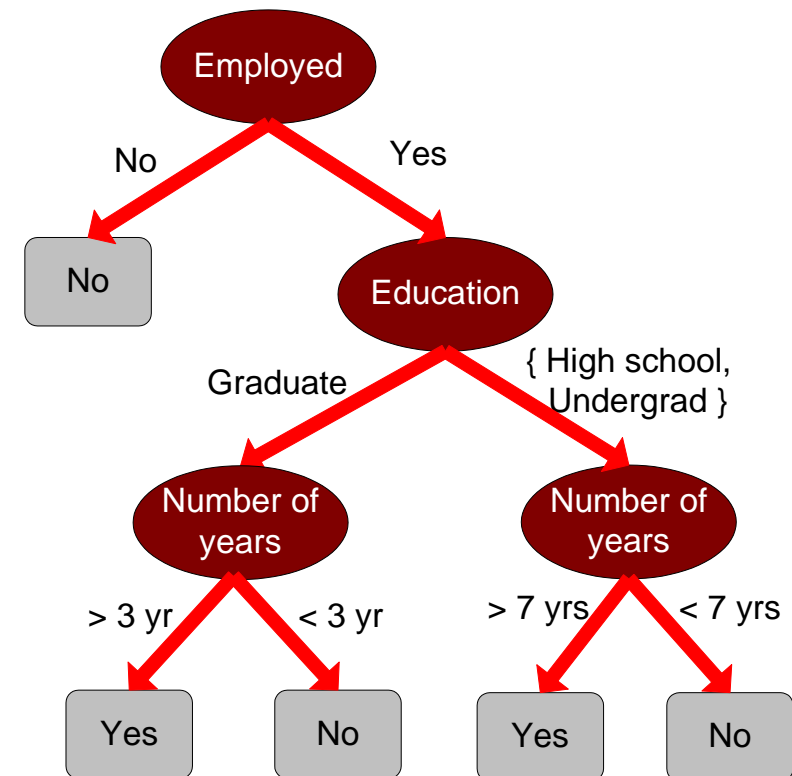 Employed
No
Yes
No
Education
Graduate
{ High school,
Undergrad }
Number of
years
Number of
years
> 3 yr
< 3 yr
> 7 yrs
< 7 yrs
Yes
No
Yes
No